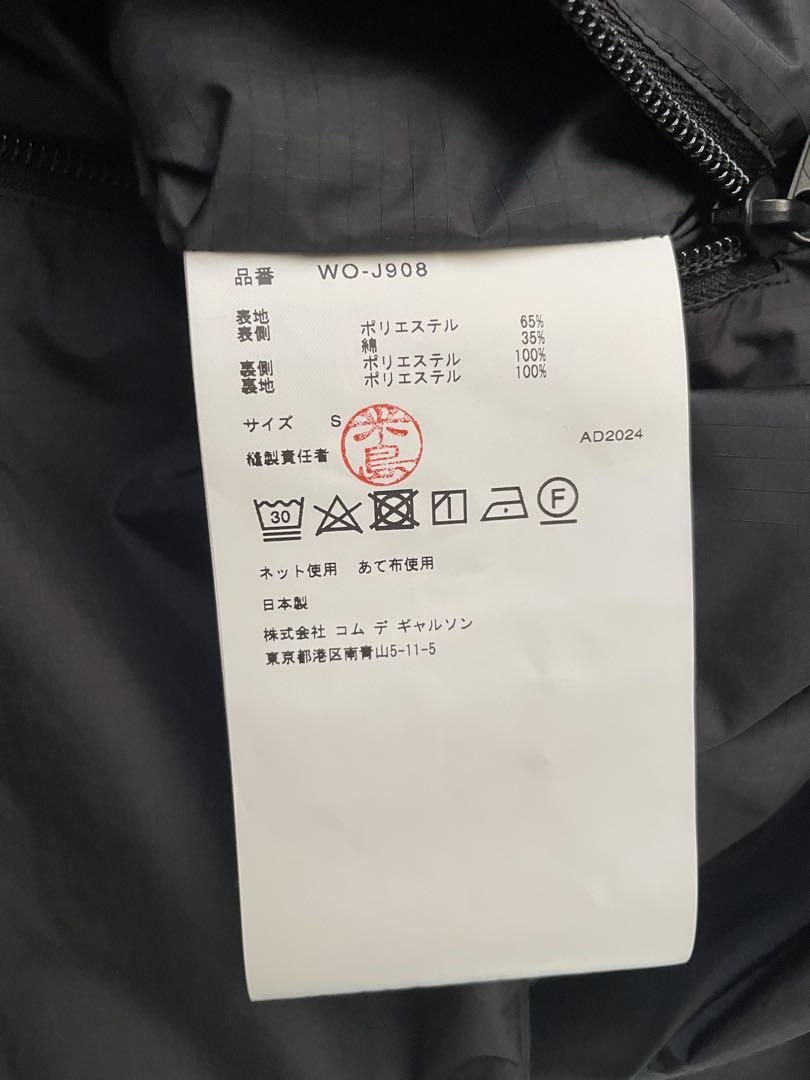 品番 WO-J908
表地
表側 ポリエステル 65%
綿 35%
裏側 ポリエステル 100%
裏地 ポリエステル 100%
サイズ S
AD2024
縫製責任者 米島
30 F
ネット使用 あて布使用
日本製
株式会社 コム デ ギャルソン
東京都港区南青山5-11-5